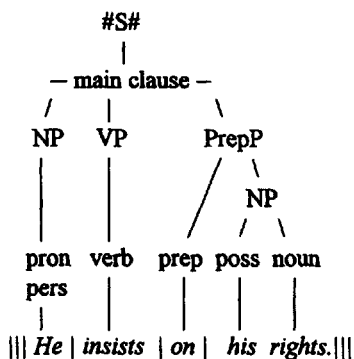 #S#
– main clause –
NP VP PrepP
NP
pron verb prep poss noun
pers
||| He | insists | on | his rights.|||